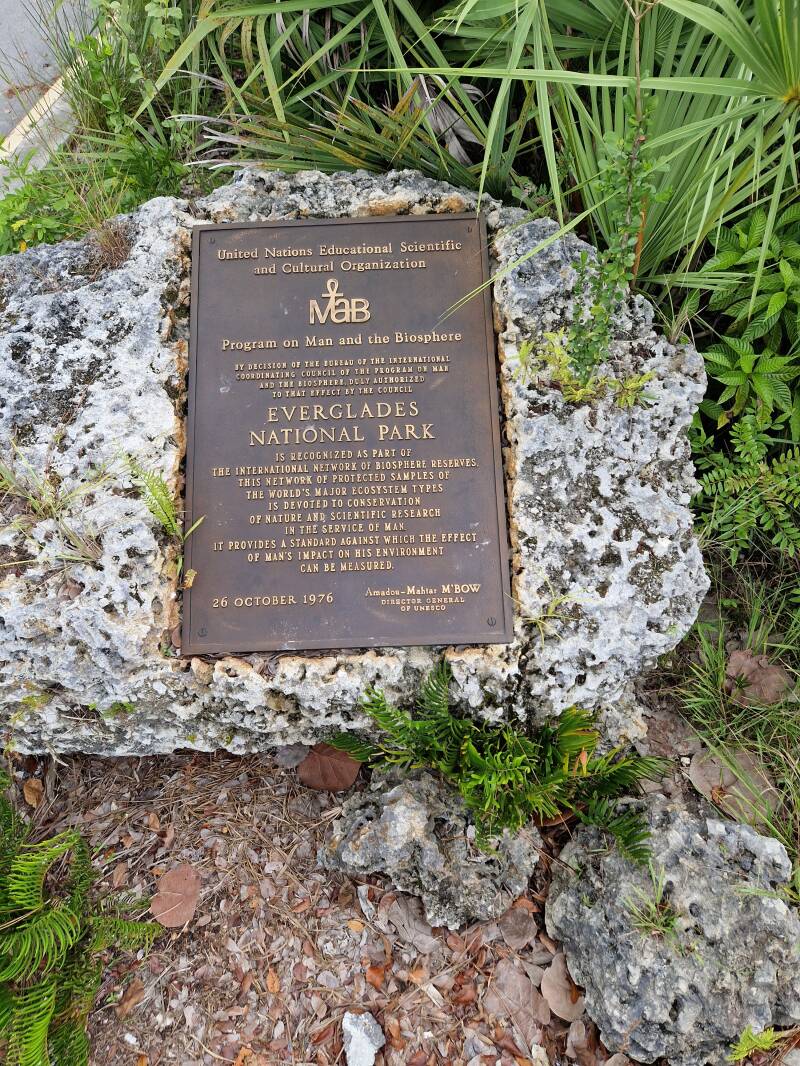 United Nations Educational Scientific
and Cultural Organization
MaB
Program on Man and the Biosphere
BY DECISION OF THE BUREAU OF THE INTERNATIONAL
COORDINATING COUNCIL OF THE PROGRAM ON MAN
AND THE BIOSPHERE, DULY AUTHORIZED
TO THAT EFFECT BY THE COUNCIL
EVERGLADES
NATIONAL PARK
IS RECOGNIZED AS PART OF
THE INTERNATIONAL NETWORK OF BIOSPHERE RESERVES.
THIS NETWORK OF PROTECTED SAMPLES OF
THE WORLD'S MAJOR ECOSYSTEM TYPES
IS DEVOTED TO CONSERVATION
OF NATURE AND SCIENTIFIC RESEARCH
IN THE SERVICE OF MAN.
IT PROVIDES A STANDARD AGAINST WHICH THE EFFECT
OF MAN'S IMPACT ON HIS ENVIRONMENT
CAN BE MEASURED.
26 OCTOBER 1976
Amadou-Mahtar M'BOW
DIRECTOR GENERAL
OF UNESCO